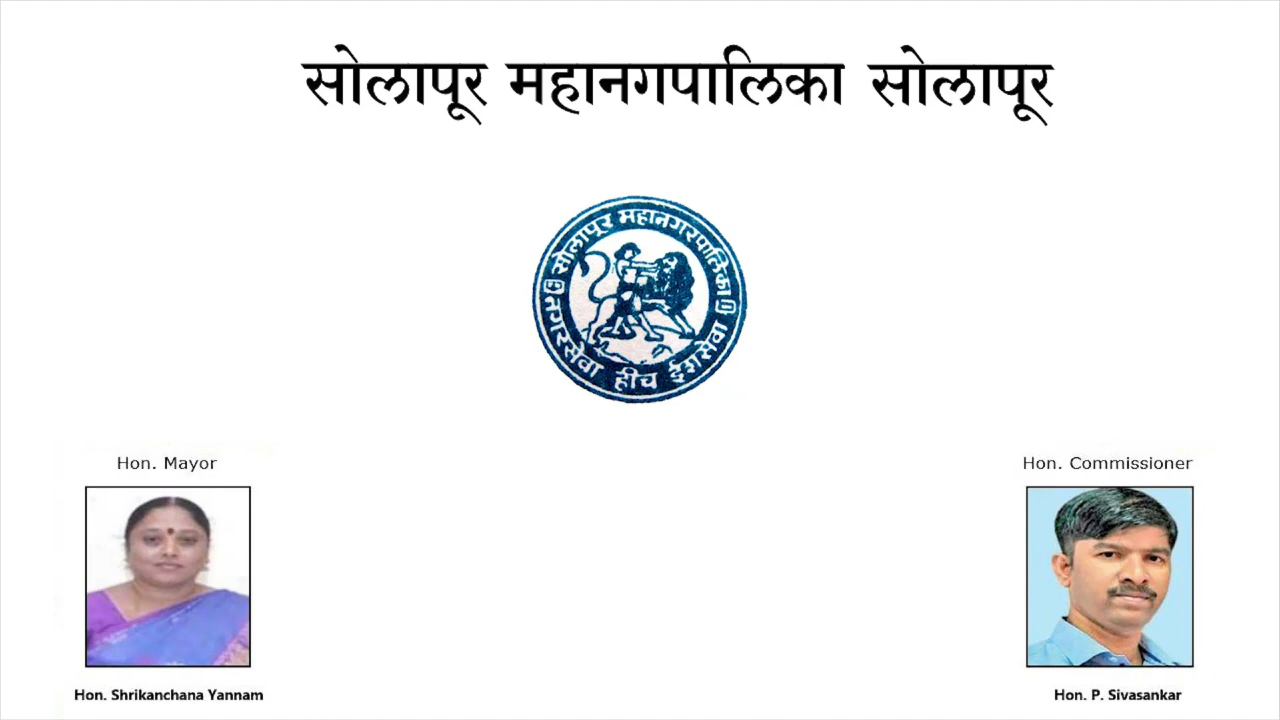 सोलापूर महानगपालिका सोलापूर
सोलापूर महानगरपालिका
नगरसेवा हीच ईशसेवा
Hon. Mayor
Hon. Commissioner
Hon. Shrikanchana Yannam
Hon. P. Sivasankar